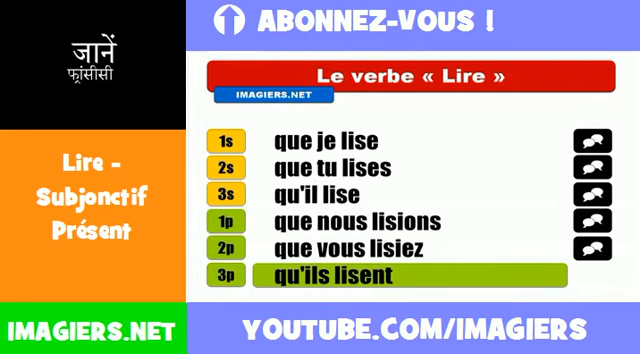 जानें
फ़्रांसीसी
Lire -
Subjonctif
Présent
IMAGIERS.NET
ABONNEZ-VOUS !
Le verbe « Lire »
IMAGIERS.NET
1s que je lise
2s que tu lises
3s qu'il lise
1p que nous lisions
2p que vous lisiez
3p qu'ils lisent
YOUTUBE.COM/IMAGIERS